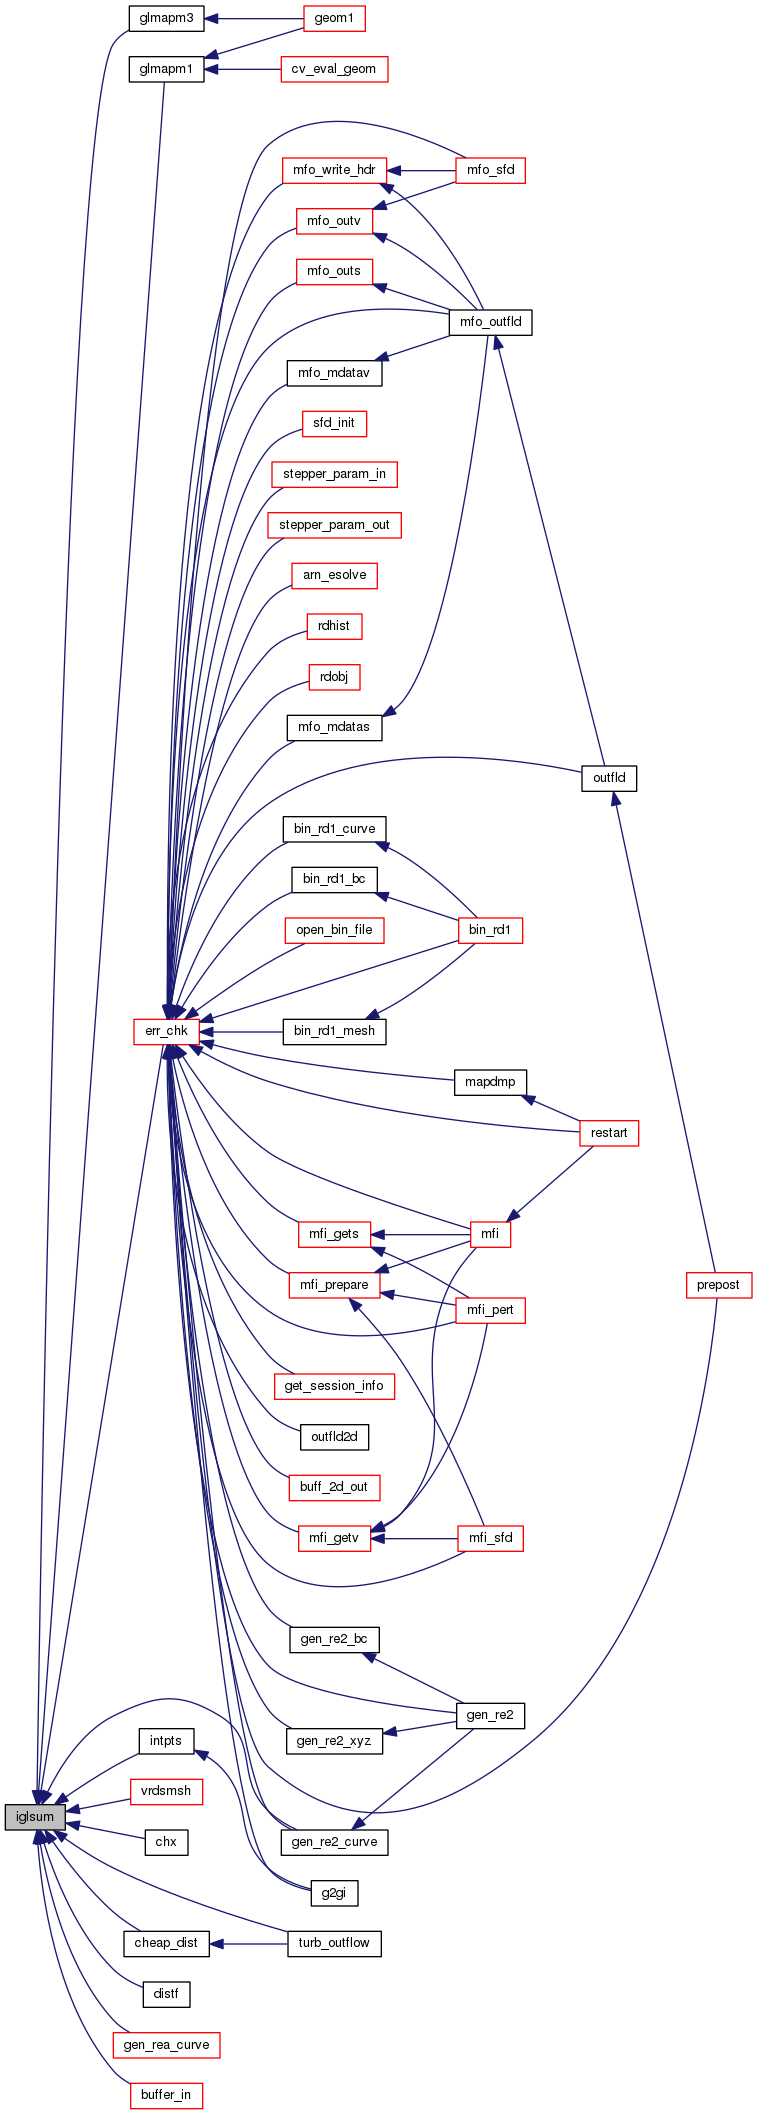 glmapm3
geom1
glmapm1
cv_eval_geom
mfo_write_hdr
mfo_sfd
mfo_outv
mfo_outs
mfo_outfld
mfo_mdatav
sfd_init
stepper_param_in
stepper_param_out
arn_esolve
rdhist
rdobj
mfo_mdatas
outfld
bin_rd1_curve
bin_rd1_bc
open_bin_file
bin_rd1
err_chk
bin_rd1_mesh
mapdmp
restart
mfi_gets
mfi
mfi_prepare
prepost
mfi_pert
get_session_info
outfld2d
buff_2d_out
mfi_getv
mfi_sfd
gen_re2_bc
gen_re2
intpts
gen_re2_xyz
vrdsmsh
iglsum
chx
gen_re2_curve
g2gi
cheap_dist
turb_outflow
distf
gen_rea_curve
buffer_in